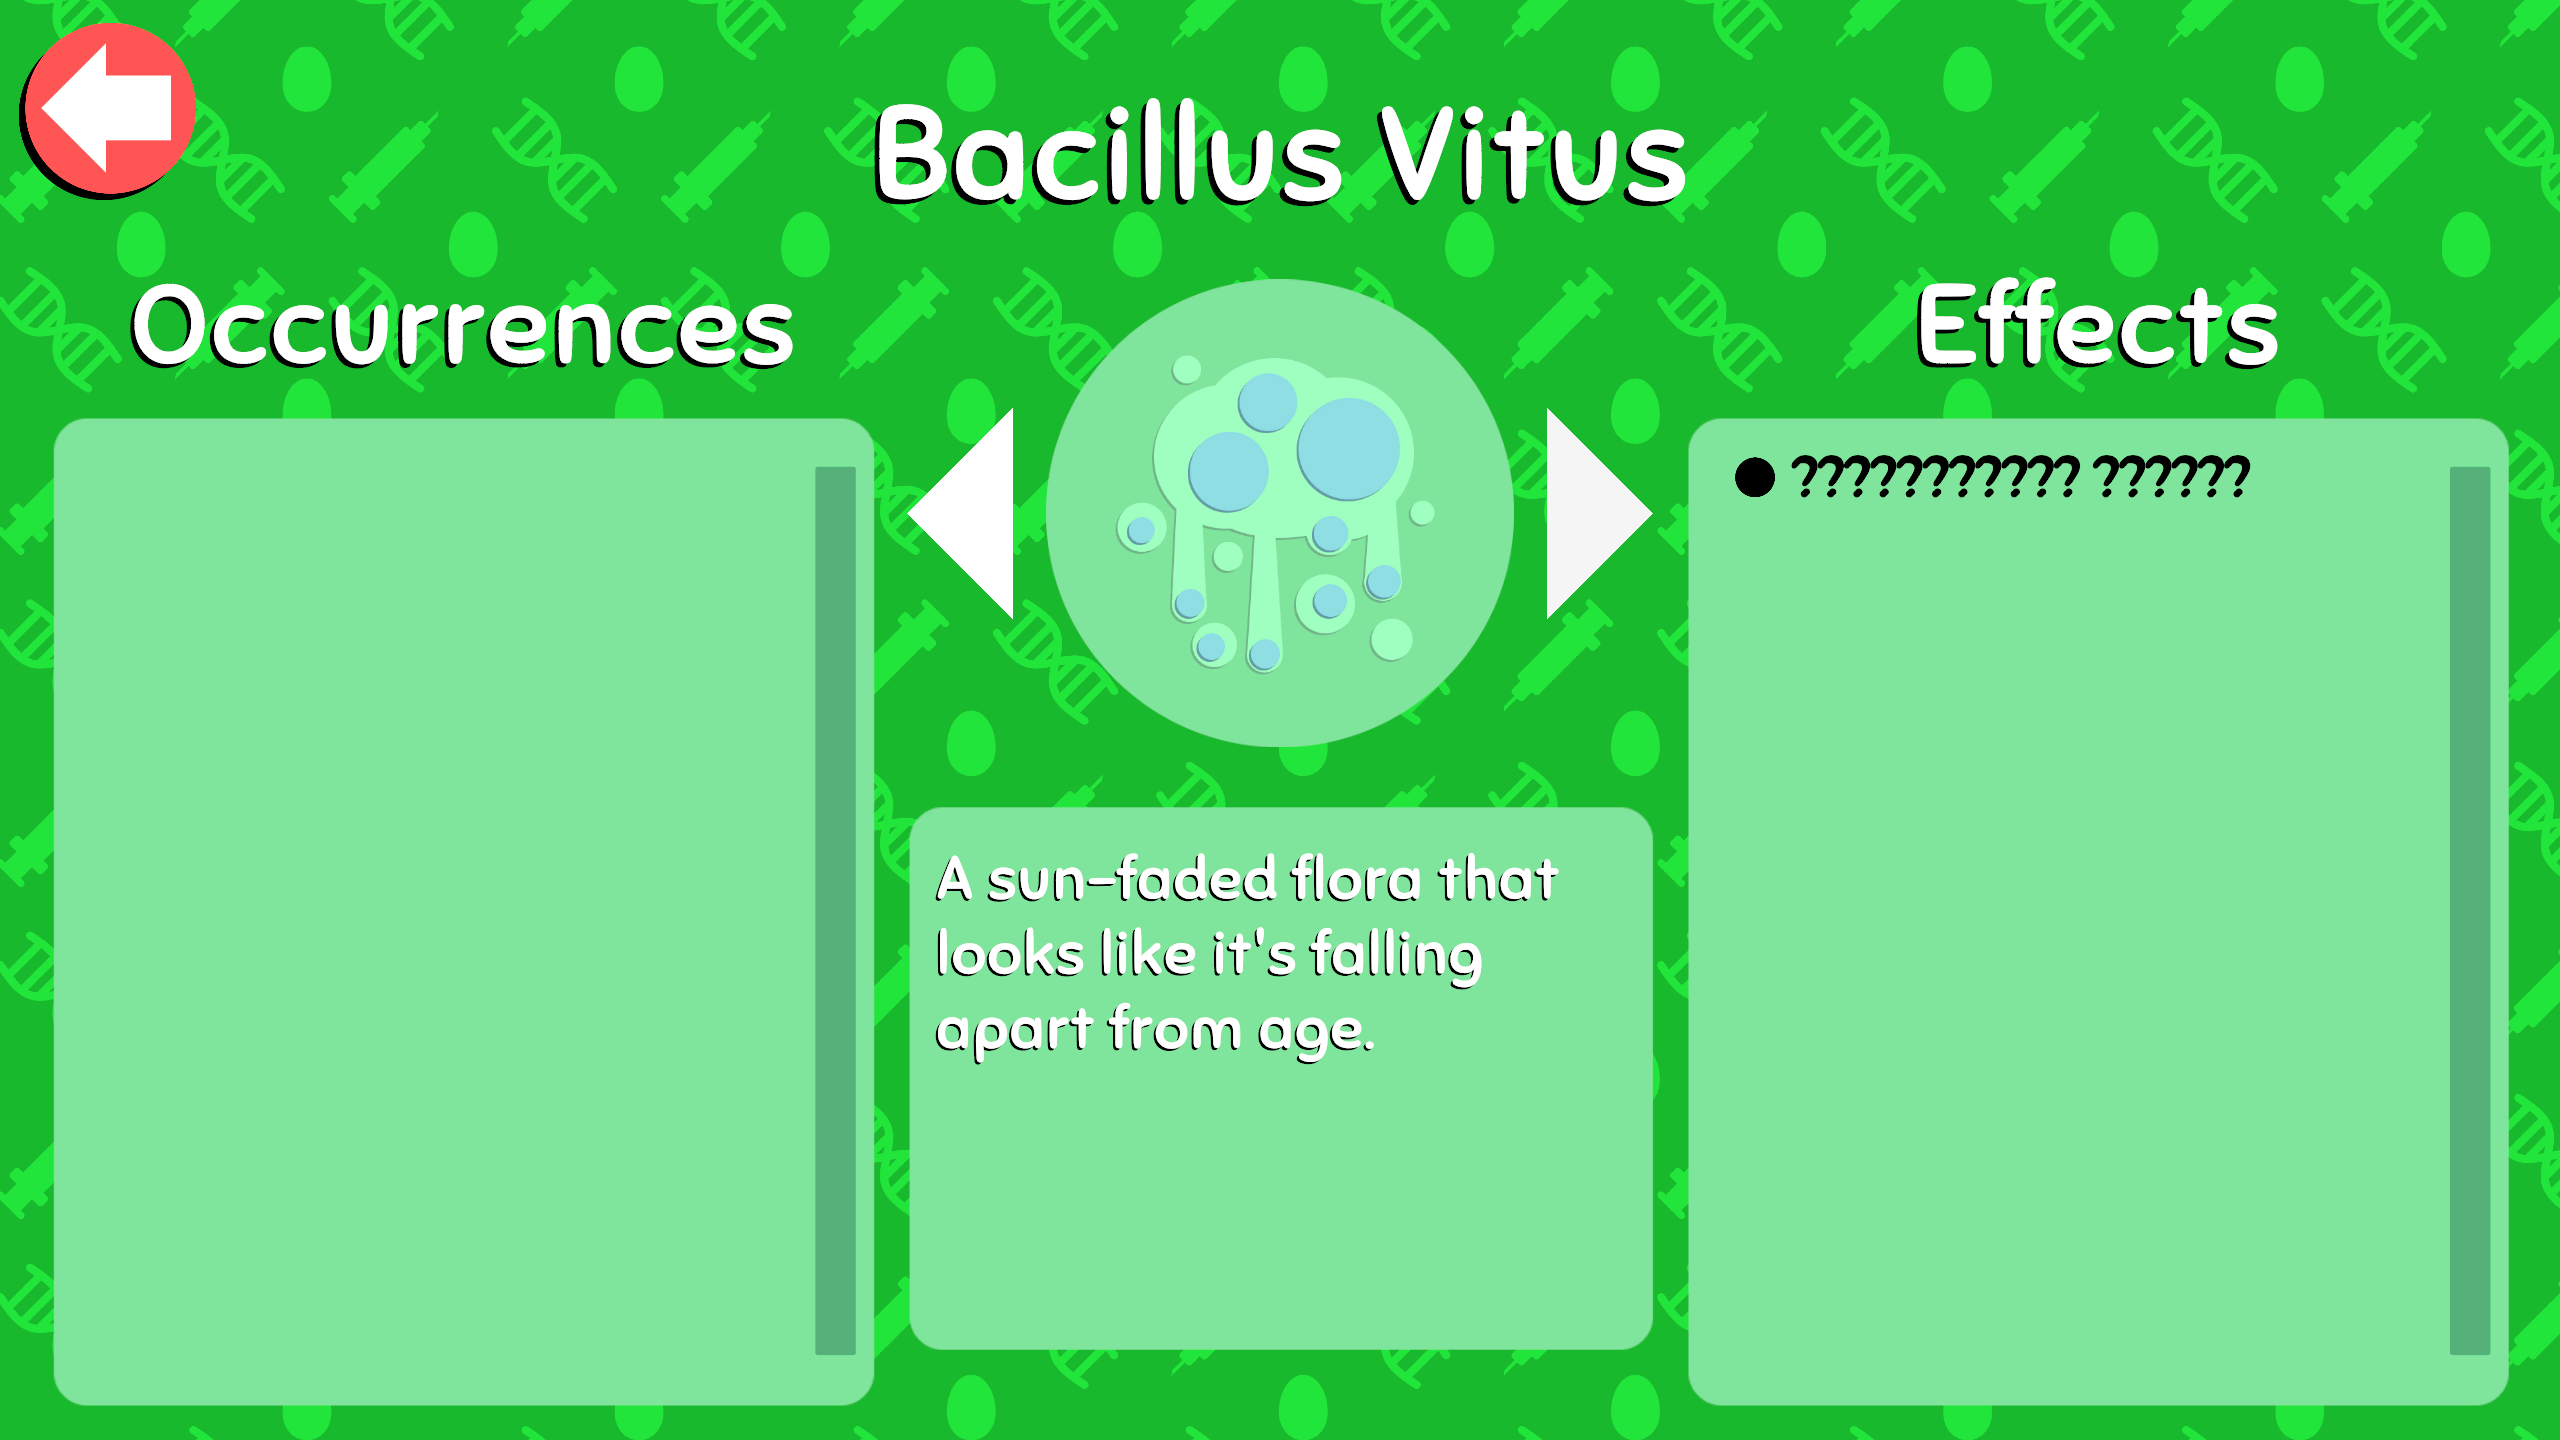 Bacillus Vitus
Occurrences
Effects
??????????? ??????
A sun-faded flora that
looks like it's falling
apart from age.